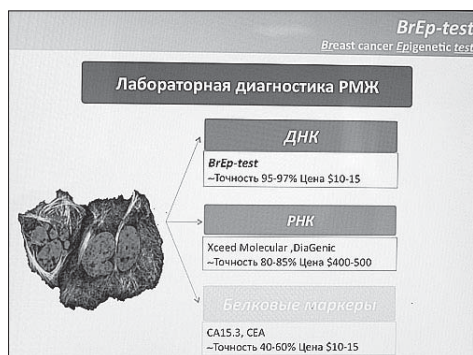 BrEp-test
Breast cancer Epigenetic test
Лабораторная диагностика РМЖ
ДНК
BrEp-test
~Точность 95-97% Цена $10-15
РНК
Xceed Molecular ,DiaGenic
~Точность 80-85% Цена $400-500
Белковые маркеры
CA15.3, CEA
~Точность 40-60% Цена $10-15